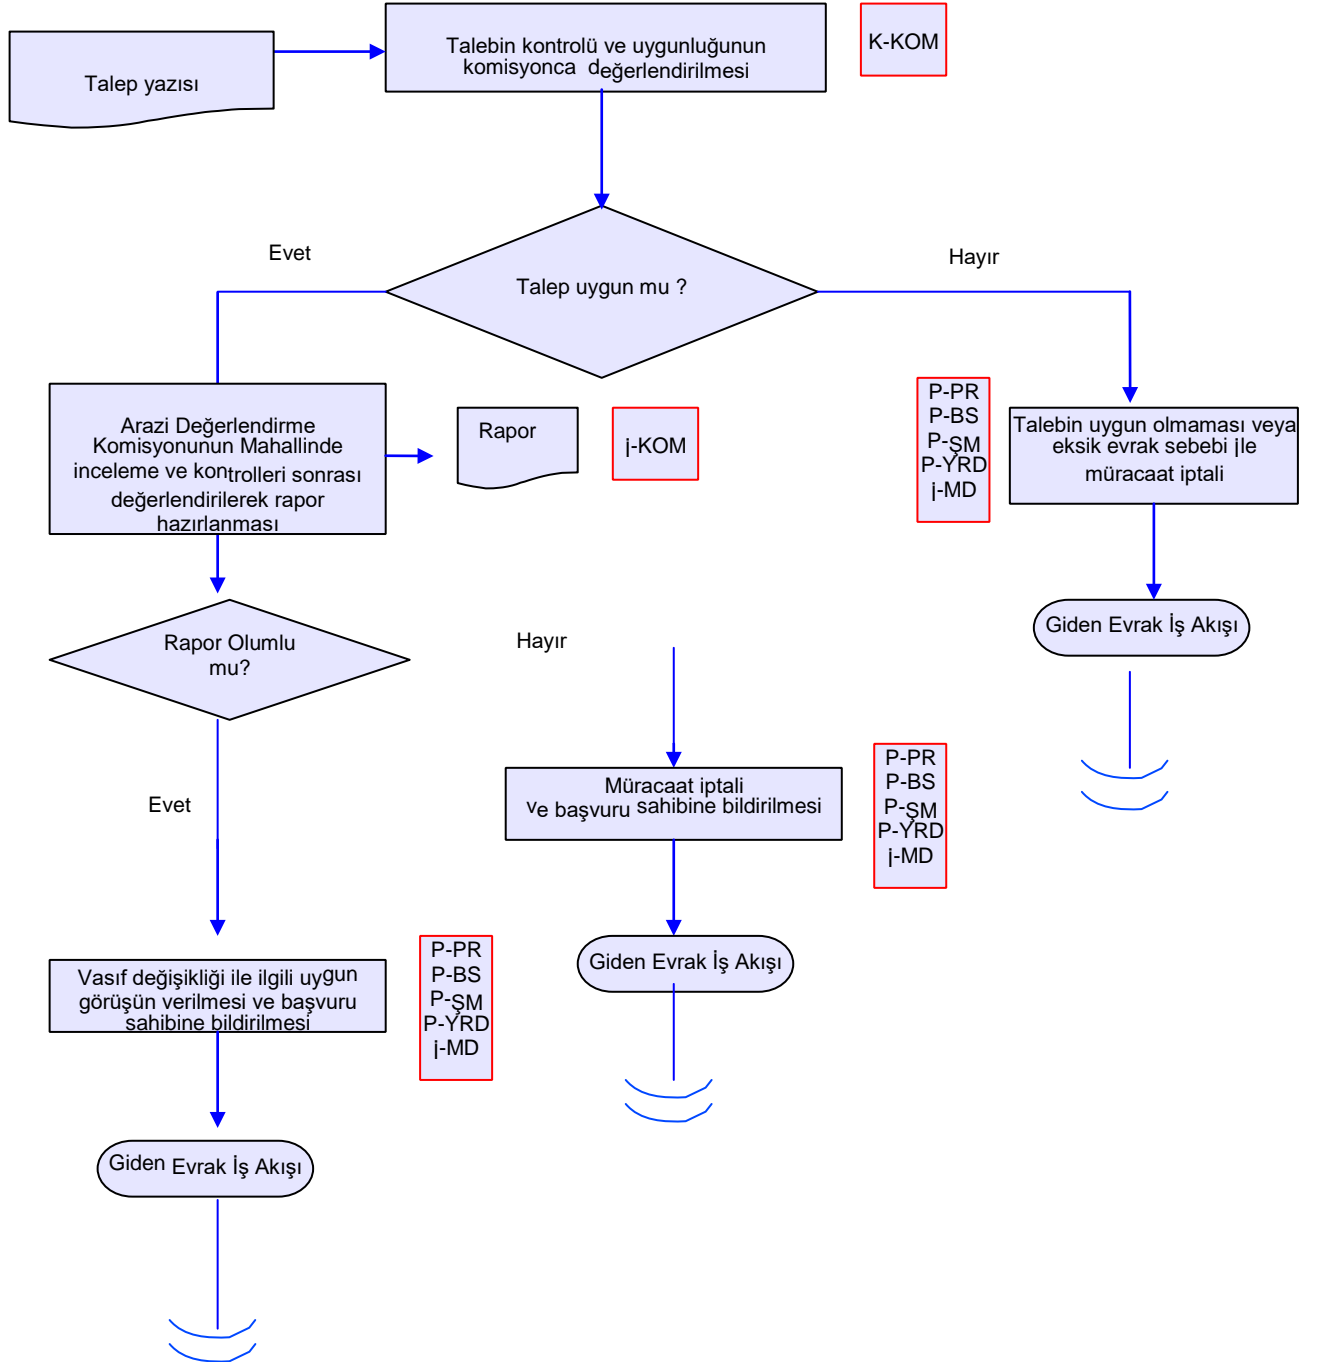 Talebin kontrolü ve uygunluğunun
komisyonca değerlendirilmesi
K-KOM
Talep yazısı
Evet
Hayır
Talep uygun mu ?
Arazi Değerlendirme
Komisyonunun Mahallinde
inceleme ve kontrolleri sonrası
değerlendirilerek rapor
hazırlanması
Rapor
İ-KOM
P-PR
P-BS
P-ŞM
P-YRD
İ-MD
Talebin uygun olmaması veya
eksik evrak sebebi İle
müracaat iptali
Giden Evrak İş Akışı
Rapor Olumlu
mu?
Hayır
Evet
Müracaat iptali
ve başvuru sahibine bildirilmesi
P-PR
P-BS
P-ŞM
P-YRD
İ-MD
Giden Evrak İş Akışı
Vasıf değişikliği ile ilgili uygun
görüşün verilmesi ve başvuru
sahibine bildirilmesi
P-PR
P-BS
P-ŞM
P-YRD
İ-MD
Giden Evrak İş Akışı